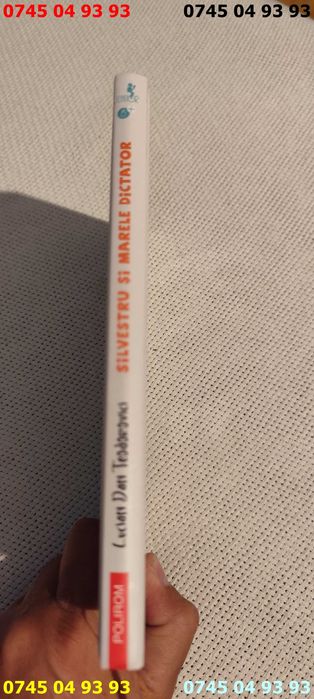 0745 04 93 93 0745 04 93 93
SILVESTRU ȘI MARELE DICTATOR
Lucian Dan Teodorovici
POLIROM
0745 04 93 93 0745 04 93 93